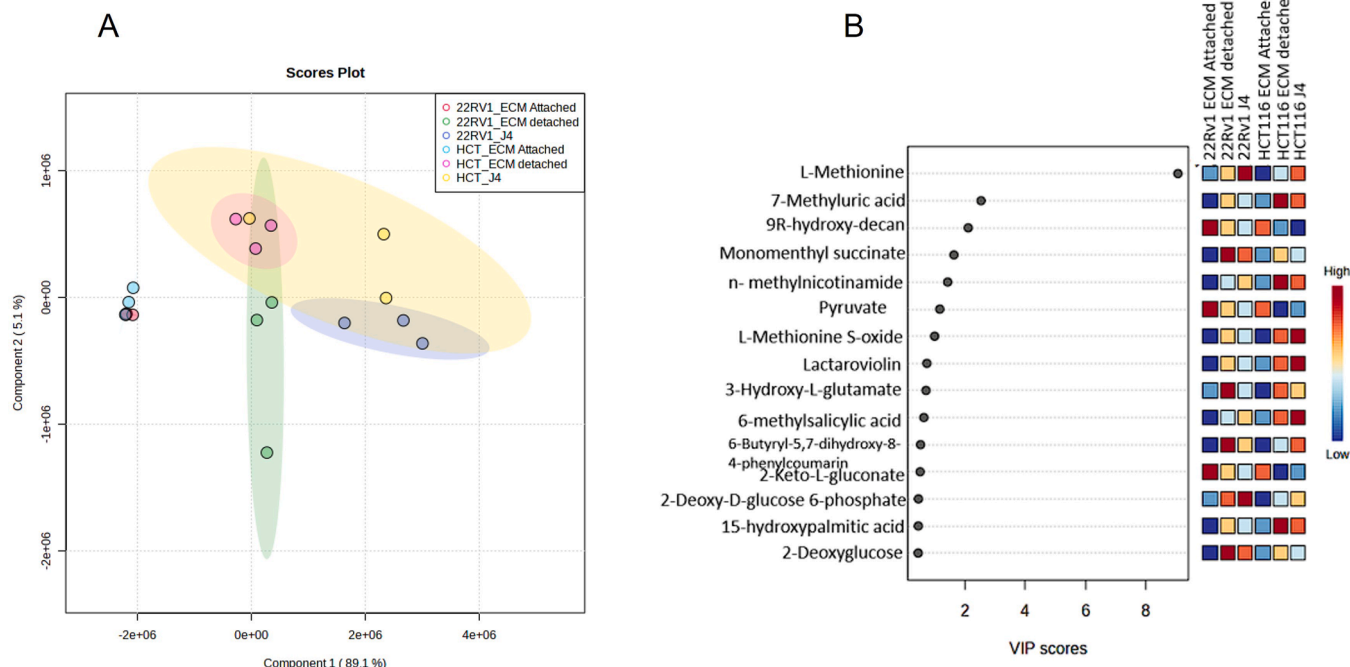 A
Scores Plot
22RV1_ECM Attached
22RV1_ECM detached
22RV1_J4
HCT_ECM Attached
HCT_ECM detached
HCT_J4
1e+06
0e+00
1e+06
-2e+06
Component 2 ( 5.1 %)
-2e+06 0e+00 2e+06 4e+06
Component 1 ( 89.1 %)
B
22Rv1 ECM Attached
22Rv1 ECM detached
22Rv1 J4
HCT116 ECM Attache
HCT116 ECM detache
HCT116 J4
L-Methionine
7-Methyluric acid
9R-hydroxy-decan
Monomenthyl succinate
n- methylnicotinamide
Pyruvate
L-Methionine S-oxide
Lactaroviolin
3-Hydroxy-L-glutamate
6-methylsalicylic acid
6-Butyryl-5,7-dihydroxy-8-
4-phenylcoumarin
2-Keto-L-gluconate
2-Deoxy-D-glucose 6-phosphate
15-hydroxypalmitic acid
2-Deoxyglucose
2 4 6 8
VIP scores
High
Low